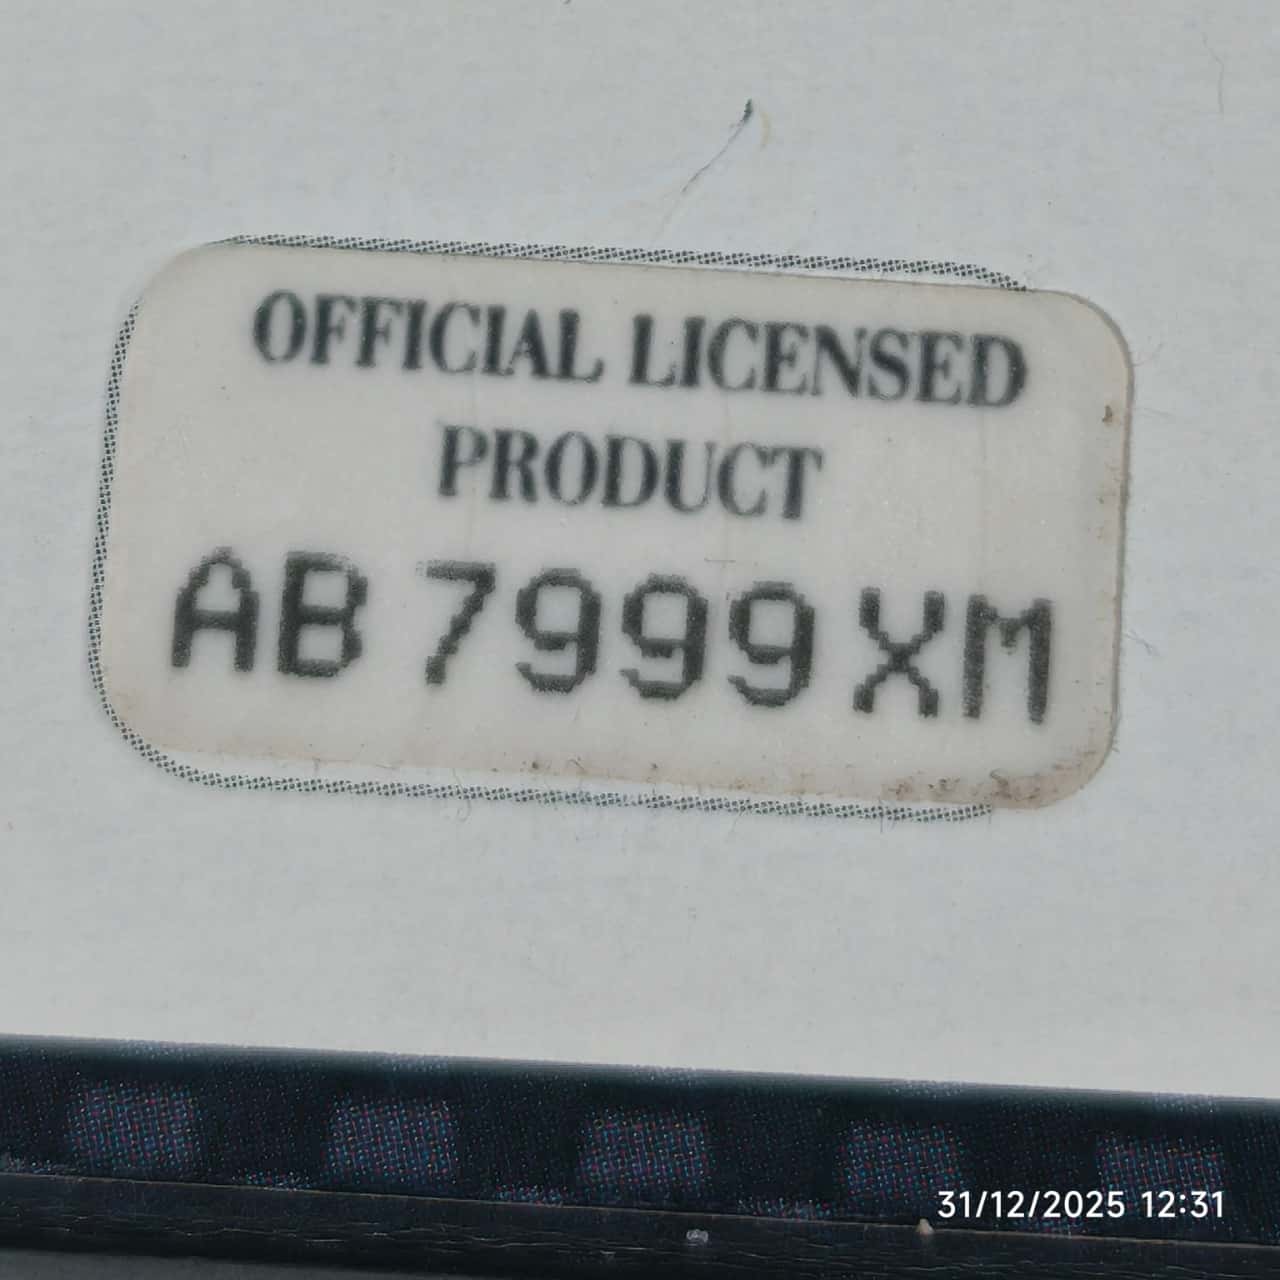 OFFICIAL LICENSED
PRODUCT
AB 7999 XM
31/12/2025 12:31